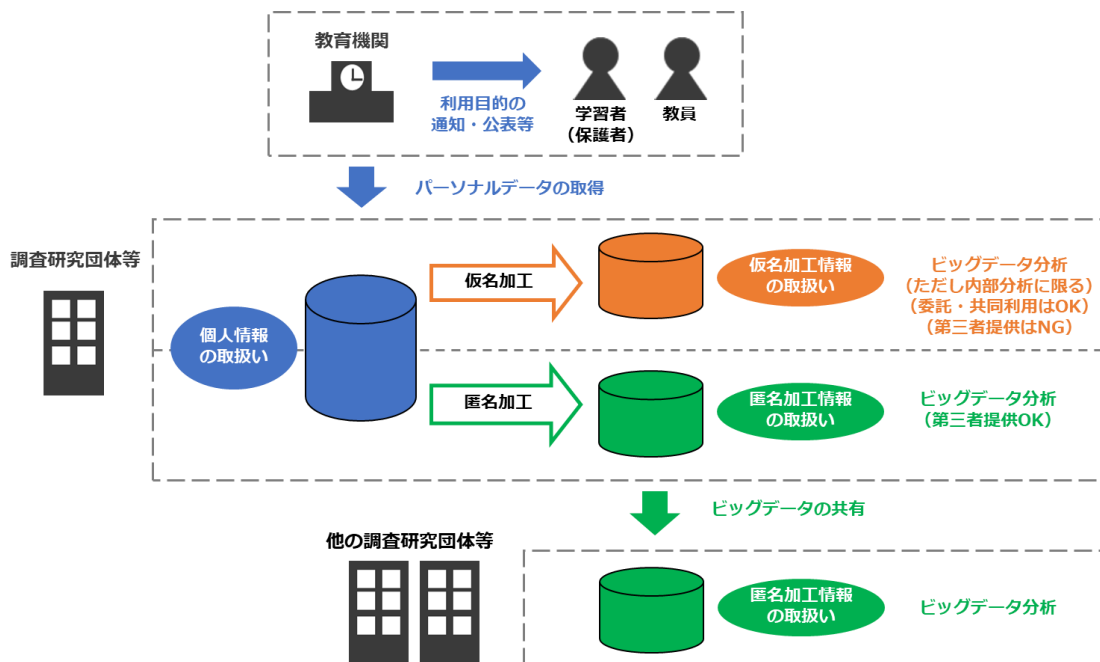 教育機関
利用目的の
通知・公表等
学習者
（保護者）
教員
パーソナルデータの取得
調査研究団体等
個人情報
の取扱い
仮名加工
仮名加工情報
の取扱い
ビッグデータ分析
（ただし内部分析に限る）
（委託・共同利用はOK）
（第三者提供はNG）
匿名加工
匿名加工情報
の取扱い
ビッグデータ分析
（第三者提供OK）
ビッグデータの共有
他の調査研究団体等
匿名加工情報
の取扱い
ビッグデータ分析